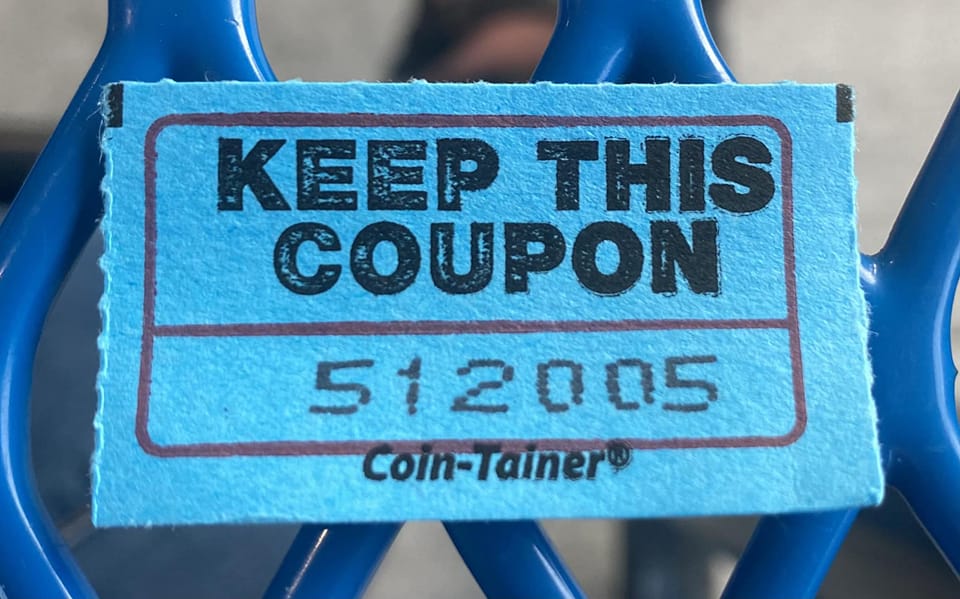 KEEP THIS
COUPON
512005
Coin-Tainer®